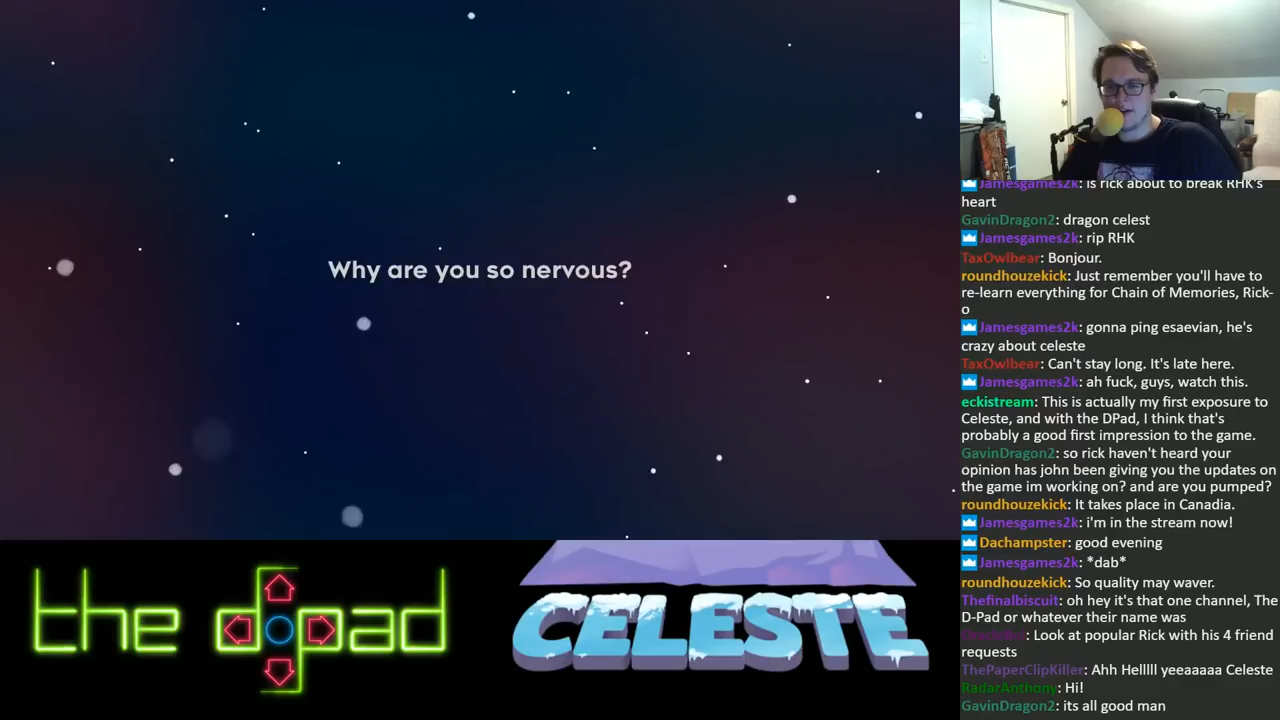 Why are you so nervous?
the dpad
CELESTE
Jamesgames2k: is rick about to break RHK's
heart
GavinDragon2: dragon celest
Jamesgames2k: rip RHK
TaxOwlbear: Bonjour.
roundhouzekick: Just remember you'll have to
re-learn everything for Chain of Memories, Rick-
o
Jamesgames2k: gonna ping esaevian, he's
crazy about celeste
TaxOwlbear: Can't stay long. It's late here.
Jamesgames2k: ah fuck, guys, watch this.
eckistream: This is actually my first exposure to
Celeste, and with the DPad, I think that's
probably a good first impression to the game.
GavinDragon2: so rick haven't heard your
opinion has john been giving you the updates on
the game im working on? and are you pumped?
roundhouzekick: It takes place in Canadia.
Jamesgames2k: i'm in the stream now!
Dachampster: good evening
Jamesgames2k: *dab*
roundhouzekick: So quality may waver.
Thefinalbiscuit: oh hey it's that one channel, The
D-Pad or whatever their name was
: Look at popular Rick with his 4 friend
requests
ThePaperClipKiller: Ahh Helllll yeeaaaaa Celeste
RadarAnthony: Hi!
GavinDragon2: its all good man